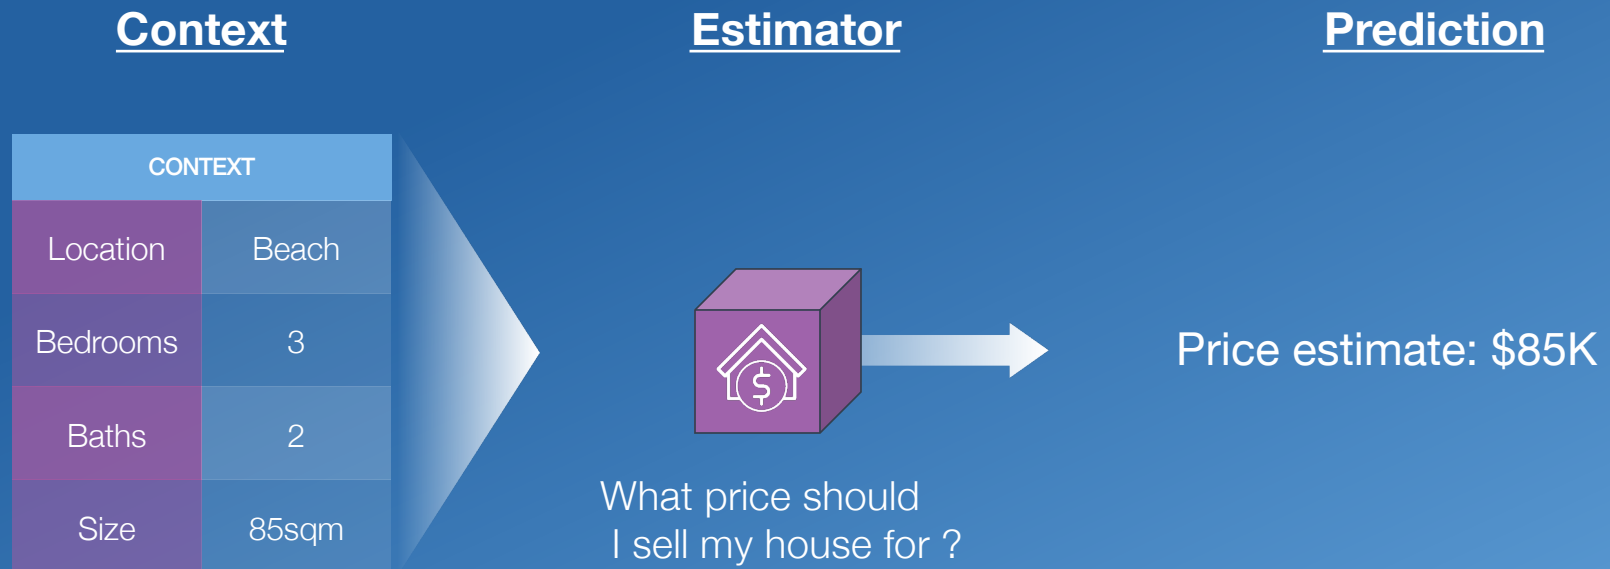 Context
Estimator
Prediction
CONTEXT
Location Beach
Bedrooms 3
Baths 2
Size 85sqm
$
What price should
I sell my house for ?
Price estimate: $85K